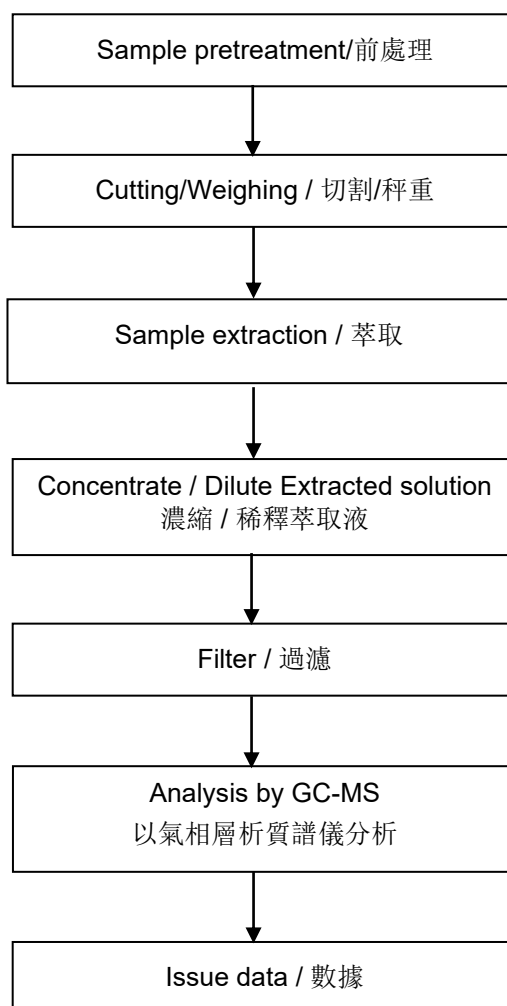 Sample pretreatment/前處理
Cutting/Weighing / 切割/秤重
Sample extraction / 萃取
Concentrate / Dilute Extracted solution
濃縮 / 稀釋萃取液
Filter / 過濾
Analysis by GC-MS
以氣相層析質譜儀分析
Issue data / 數據